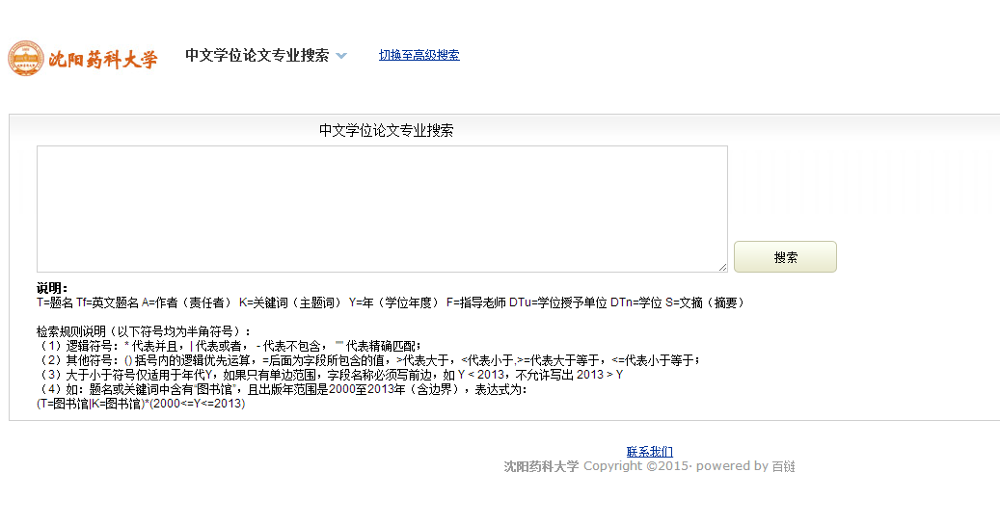 沈阳药科大学 中文学位论文专业搜索 切换至高级搜索
中文学位论文专业搜索
搜索
说明：
T=题名 Tf=英文题名 A=作者（责任者） K=关键词（主题词） Y=年（学位年度） F=指导老师 DTu=学位授予单位 DTn=学位 S=文摘（摘要）
检索规则说明（以下符号均为半角符号）：
（1）逻辑符号：* 代表并且，| 代表或者， - 代表不包含， "" 代表精确匹配；
（2）其他符号：() 括号内的逻辑优先运算，=后面为字段所包含的值，>代表大于，<代表小于,>=代表大于等于，<=代表小于等于；
（3）大于小于符号仅适用于年代Y，如果只有单边范围，字段名称必须写前边，如 Y < 2013，不允许写出 2013 > Y
（4）如：题名或关键词中含有"图书馆"，且出版年范围是2000至2013年（含边界），表达式为：
(T=图书馆|K=图书馆)*(2000<=Y<=2013)
联系我们
沈阳药科大学 Copyright ©2015· powered by 百链